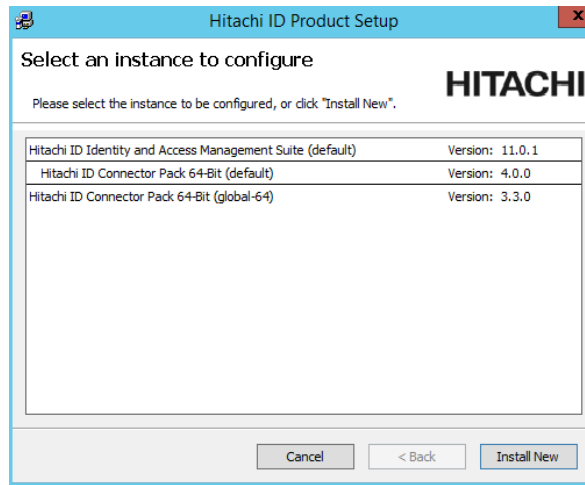 Hitachi ID Product Setup
x
Select an instance to configure
HITACHI
Please select the instance to be configured, or click "Install New".
Hitachi ID Identity and Access Management Suite (default) Version: 11.0.1
Hitachi ID Connector Pack 64-Bit (default) Version: 4.0.0
Hitachi ID Connector Pack 64-Bit (global-64) Version: 3.3.0
Cancel < Back Install New